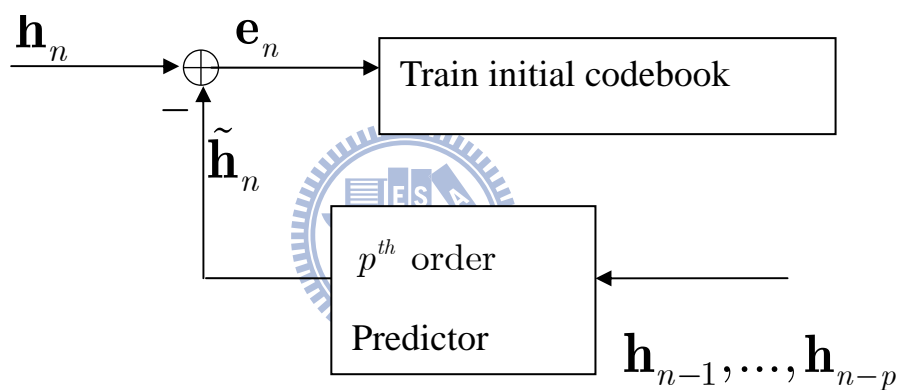 h_n
e_n
Train initial codebook
−
h̃_n
E S A
p^{th} order
Predictor
h_{n−1},...,h_{n−p}